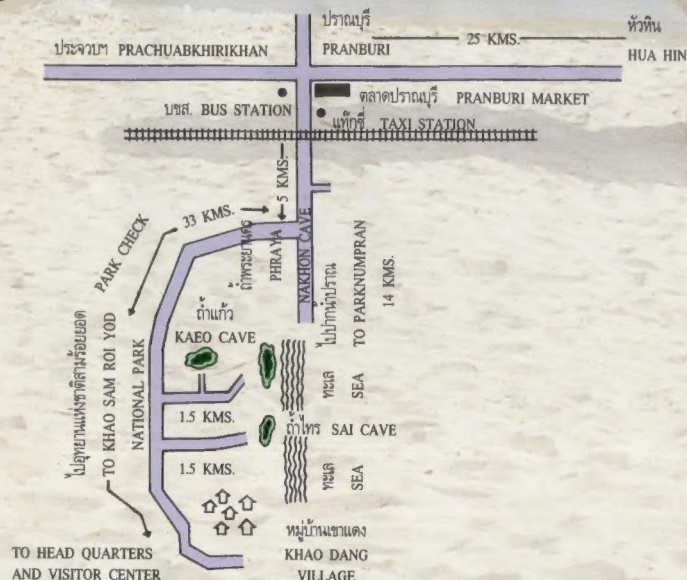 ปราณบุรี
PRANBURI
25 KMS.
หัวหิน
HUA HIN
ประจวบฯ PRACHUABKHIRIKHAN
บขส. BUS STATION
ตลาดปราณบุรี PRANBURI MARKET
แท๊กซี่ TAXI STATION
5 KMS.
33 KMS.
PARK CHECK
ถ้ำพระยานคร
PHRAYA
NAKHON CAVE
ไปปากน้ำปราณ
TO PARKNUMPRAN
14 KMS.
ถ้ำแก้ว
KAEO CAVE
ไปอุทยานแห่งชาติสามร้อยยอด
TO KHAO SAM ROI YOD
NATIONAL PARK
ทะเล
SEA
1.5 KMS.
ถ้ำไทร SAI CAVE
1.5 KMS.
ทะเล
SEA
หมู่บ้านเขาแดง
KHAO DANG
VILLAGE
TO HEAD QUARTERS
AND VISITOR CENTER